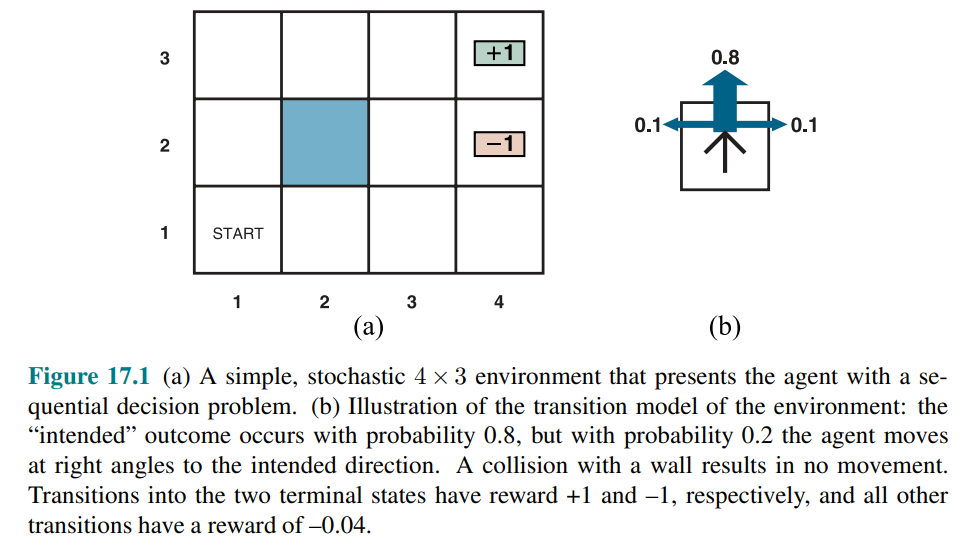 3
+1
0.8
0.1
0.1
2
−1
1
START
1
2
3
4
(a)
(b)
Figure 17.1 (a) A simple, stochastic 4 × 3 environment that presents the agent with a se-
quential decision problem. (b) Illustration of the transition model of the environment: the
“intended” outcome occurs with probability 0.8, but with probability 0.2 the agent moves
at right angles to the intended direction. A collision with a wall results in no movement.
Transitions into the two terminal states have reward +1 and –1, respectively, and all other
transitions have a reward of –0.04.